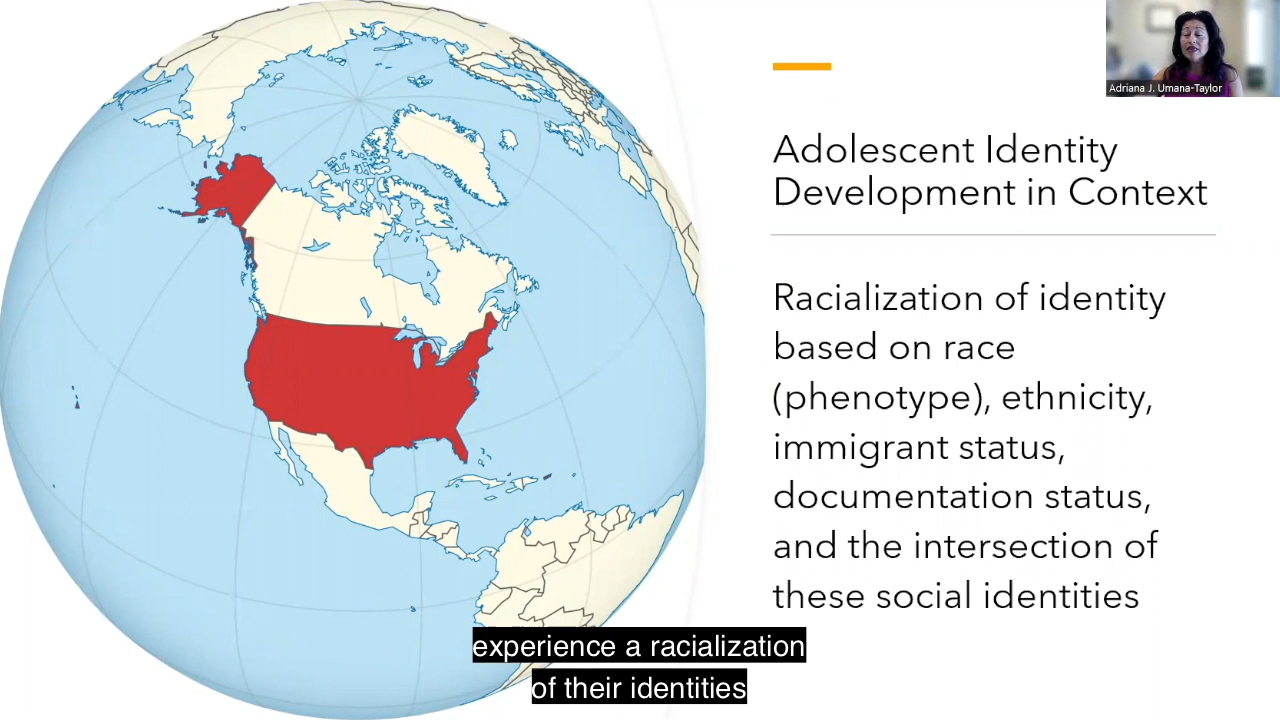 Adriana J. Umana-Taylor
Adolescent Identity
Development in Context
Racialization of identity
based on race
(phenotype), ethnicity,
immigrant status,
documentation status,
and the intersection of
these social identities
experience a racialization
of their identities